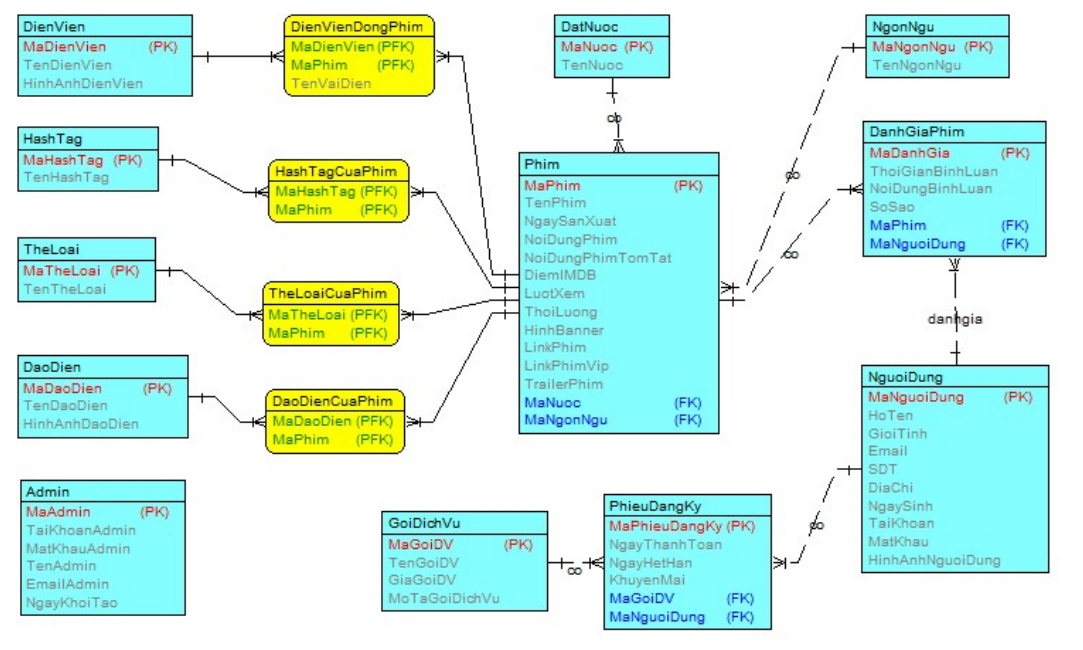 DienVien
MaDienVien (PK)
TenDienVien
HinhAnhDienVien
DienVienDongPhim
MaDienVien (PFK)
MaPhim (PFK)
TenVaiDien
DatNuoc
MaNuoc (PK)
TenNuoc
NgonNgu
MaNgonNgu (PK)
TenNgonNgu
HashTag
MaHashTag (PK)
TenHashTag
HashTagCuaPhim
MaHashTag (PFK)
MaPhim (PFK)
Phim
MaPhim (PK)
TenPhim
NgaySanXuat
NoiDungPhim
NoiDungPhimTomTat
DiemIMDB
LuotXem
ThoiLuong
HinhBanner
LinkPhim
LinkPhimVip
TrailerPhim
MaNuoc (FK)
MaNgonNgu (FK)
DanhGiaPhim
MaDanhGia (PK)
ThoiGianBinhLuan
NoiDungBinhLuan
SoSao
MaPhim (FK)
MaNguoiDung (FK)
TheLoai
MaTheLoai (PK)
TenTheLoai
TheLoaiCuaPhim
MaTheLoai (PFK)
MaPhim (PFK)
danhgia
DaoDien
MaDaoDien (PK)
TenDaoDien
HinhAnhDaoDien
DaoDienCuaPhim
MaDaoDien (PFK)
MaPhim (PFK)
NguoiDung
MaNguoiDung (PK)
HoTen
GioiTinh
Email
SDT
DiaChi
NgaySinh
TaiKhoan
MatKhau
HinhAnhNguoiDung
Admin
MaAdmin (PK)
TaiKhoanAdmin
MatKhauAdmin
TenAdmin
EmailAdmin
NgayKhoiTao
GoiDichVu
MaGoiDV (PK)
TenGoiDV
GiaGoiDV
MoTaGoiDichVu
PhieuDangKy
MaPhieuDangKy (PK)
NgayThanhToan
NgayHetHan
KhuyenMai
MaGoiDV (FK)
MaNguoiDung (FK)